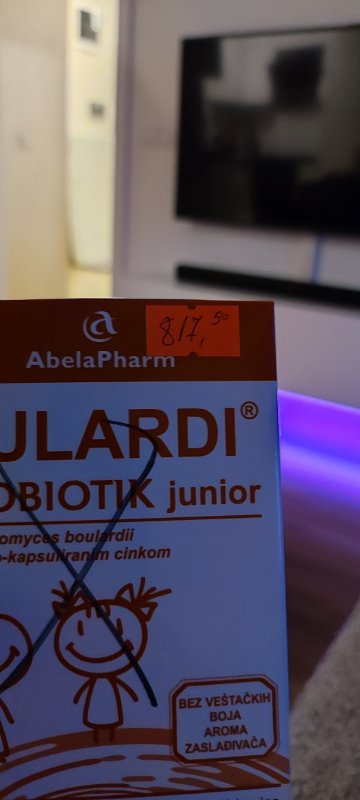 817,50
AbelaPharm
ULARDI®
OBIOTIK junior
omyces boulardii
o-kapsuliranim cinkom
BEZ VEŠTAČKIH
BOJA
AROMA
ZASLAĐIVAČA